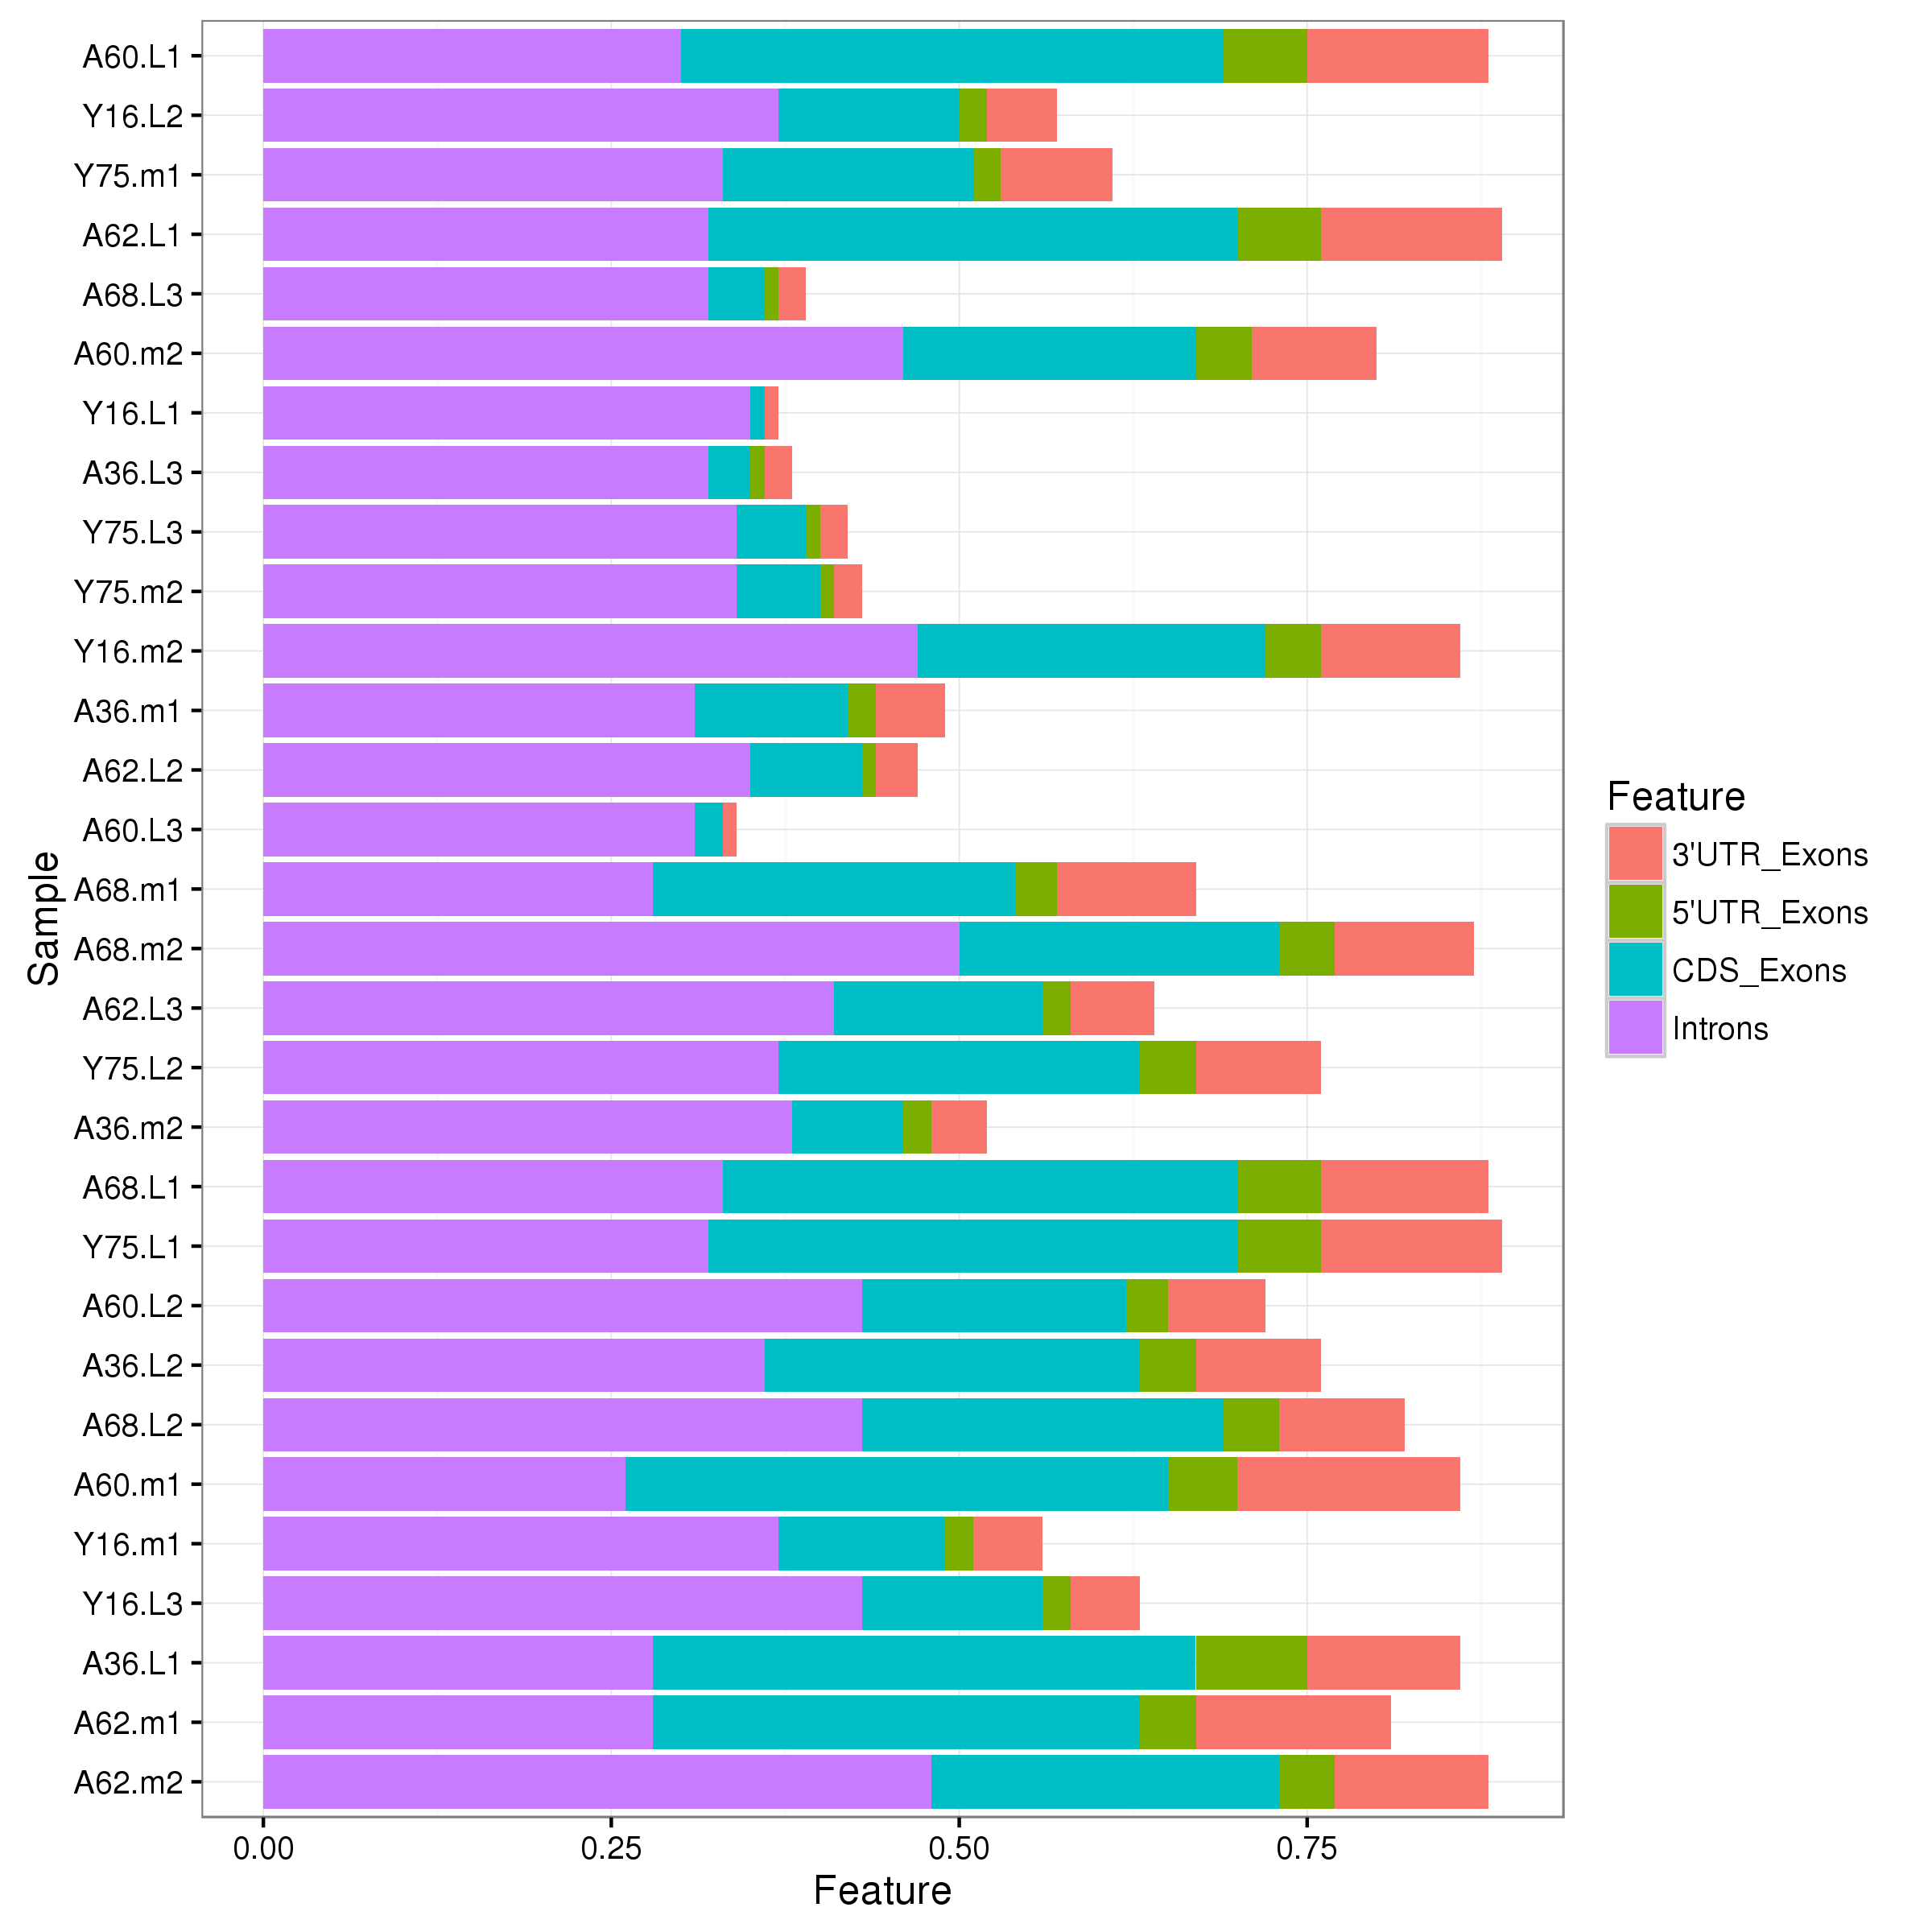 A60.L1
Y16.L2
Y75.m1
A62.L1
A68.L3
A60.m2
Y16.L1
A36.L3
Y75.L3
Y75.m2
Y16.m2
A36.m1
A62.L2
A60.L3
A68.m1
A68.m2
A62.L3
Y75.L2
A36.m2
A68.L1
Y75.L1
A60.L2
A36.L2
A68.L2
A60.m1
Y16.m1
Y16.L3
A36.L1
A62.m1
A62.m2
Sample
0.00 0.25 0.50 0.75
Feature
Feature
3'UTR_Exons
5'UTR_Exons
CDS_Exons
Introns